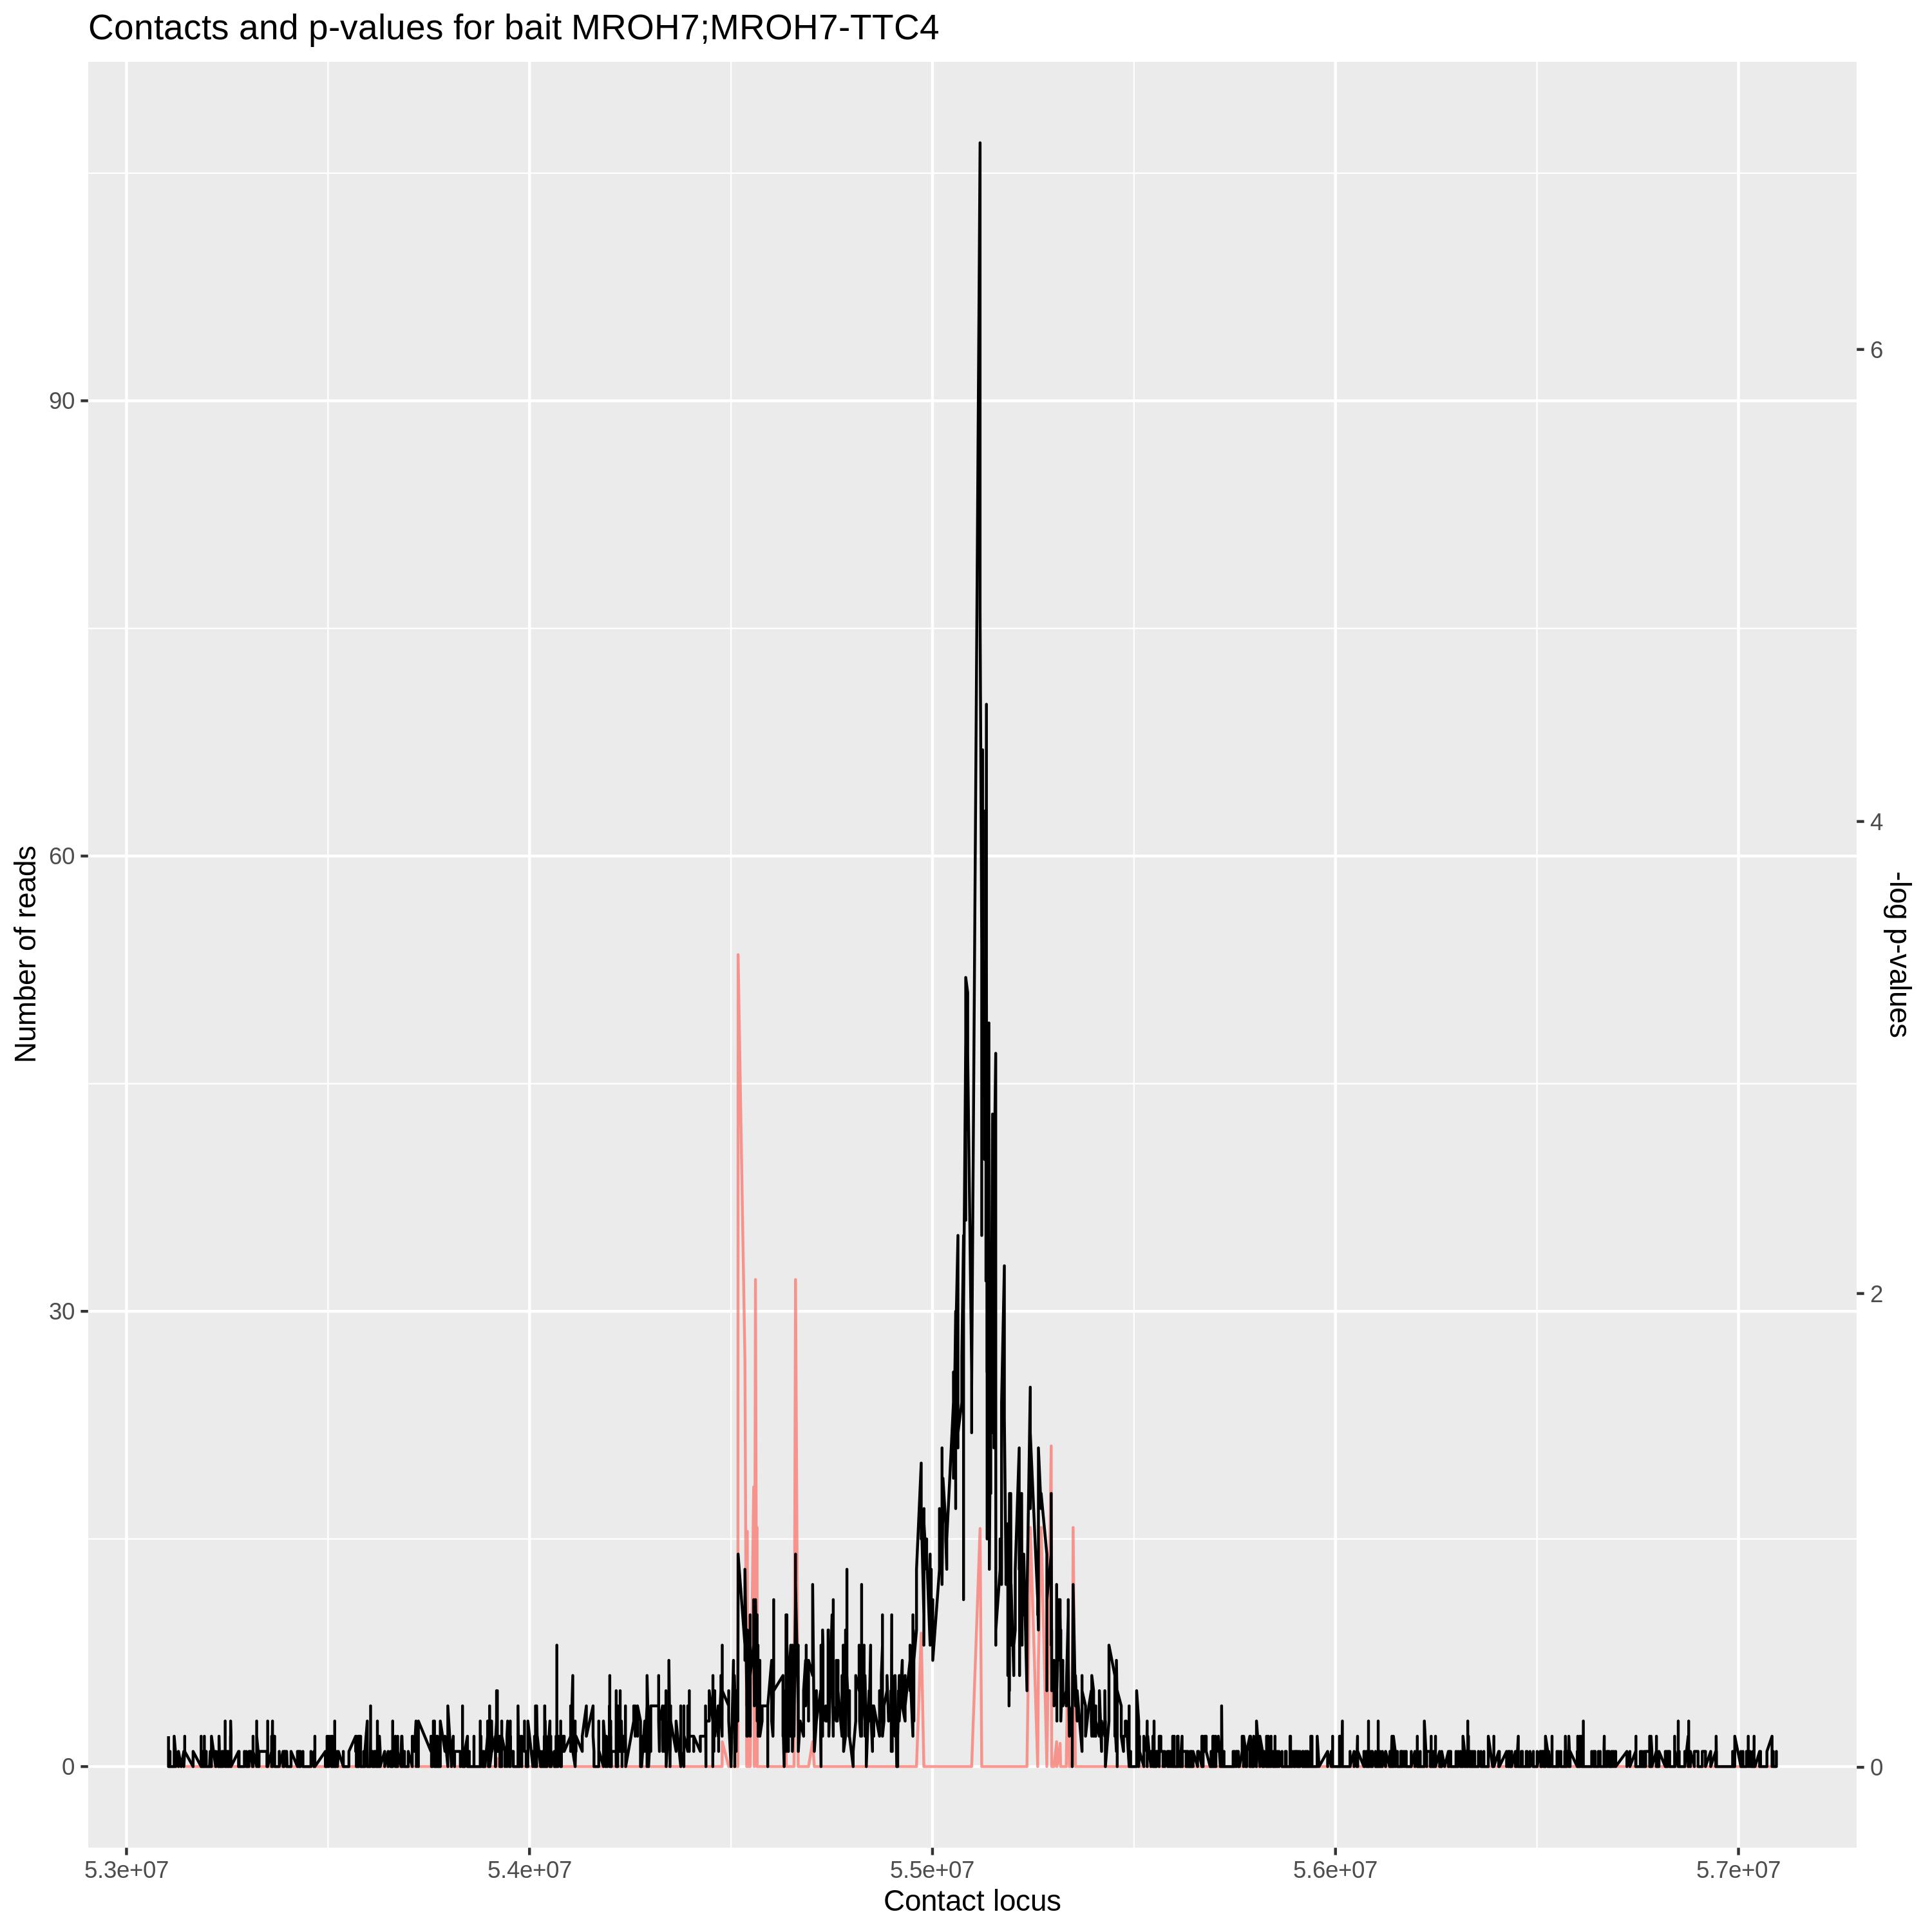 Contacts and p-values for bait MROH7;MROH7-TTC4
Number of reads
90
60
30
0
6
4
2
0
-log p-values
5.3e+07
5.4e+07
5.5e+07
5.6e+07
5.7e+07
Contact locus